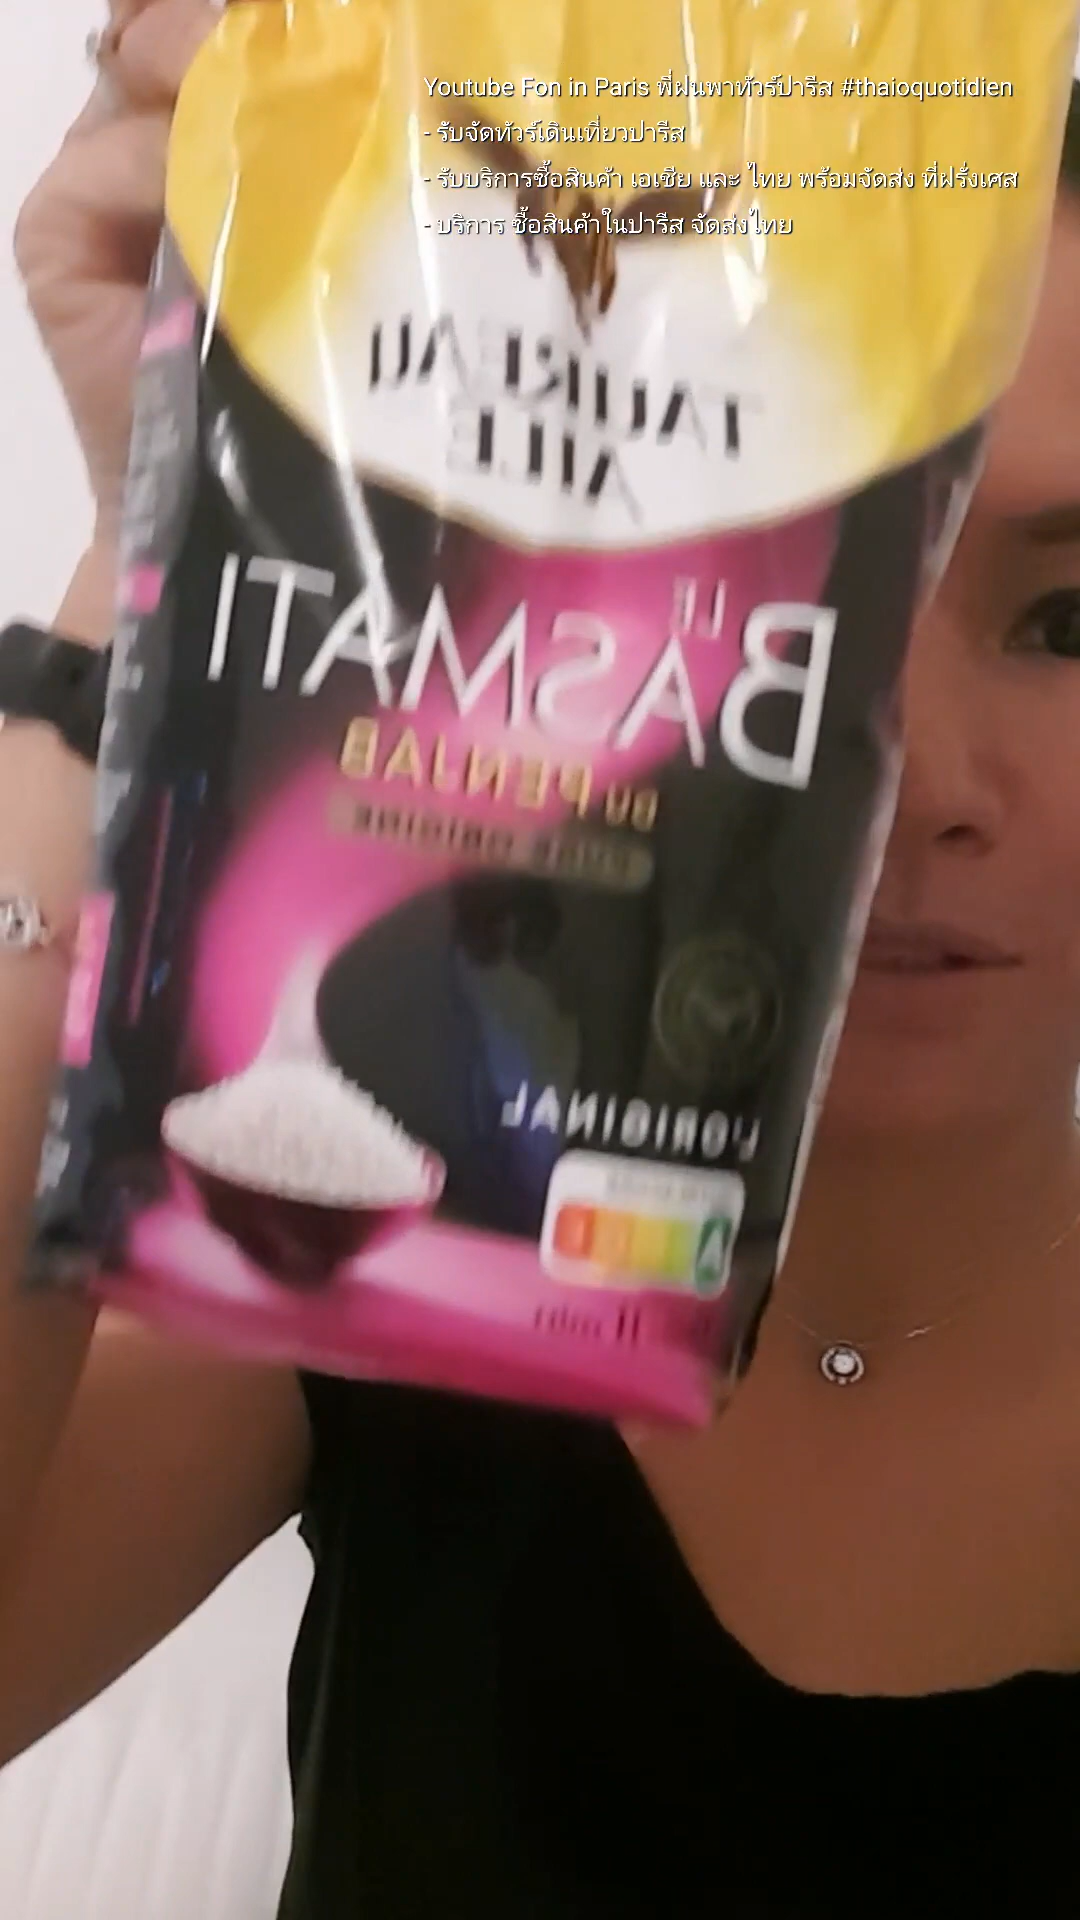 Youtube Fon in Paris พี่ฝนพาทัวร์ปารีส #thaioquotidien
- รับจัดทัวร์เดินเที่ยวปารีส
- รับบริการซื้อสินค้า เอเชีย และ ไทย พร้อมจัดส่ง ที่ฝรั่งเศส
- บริการ ซื้อสินค้าในปารีส จัดส่งไทย
TAUREAU
AILE
LE
BASMATI
DU PENJAB
ORIGINE
L'ORIGINAL
A
11 min